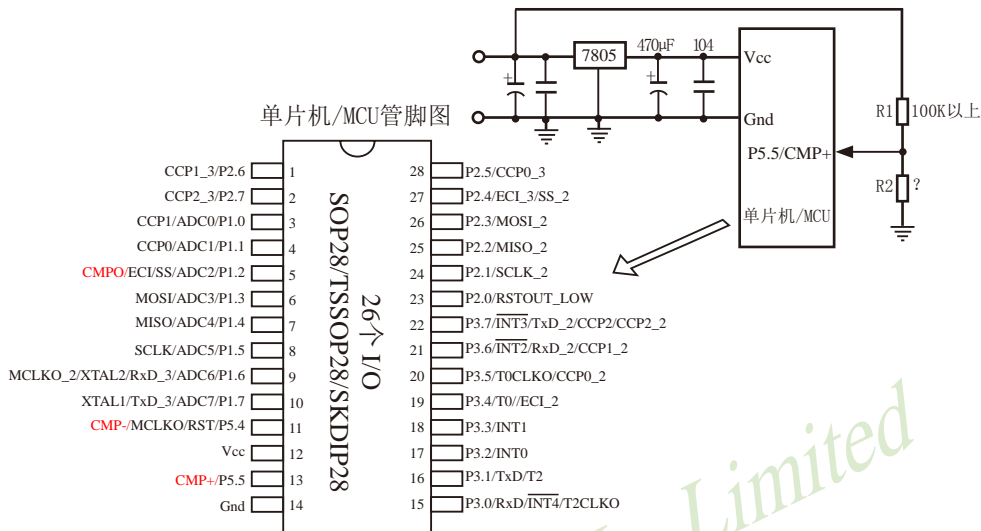 7805
470μF
104
Vcc
Gnd
P5.5/CMP+
单片机/MCU
R1
100K以上
R2
?
单片机/MCU管脚图
SOP28/TSSOP28/SKDIP28
26个 I/O
CCP1_3/P2.6 1
CCP2_3/P2.7 2
CCP1/ADC0/P1.0 3
CCP0/ADC1/P1.1 4
CMPO/ECI/SS/ADC2/P1.2 5
MOSI/ADC3/P1.3 6
MISO/ADC4/P1.4 7
SCLK/ADC5/P1.5 8
MCLKO_2/XTAL2/RxD_3/ADC6/P1.6 9
XTAL1/TxD_3/ADC7/P1.7 10
CMP-/MCLKO/RST/P5.4 11
Vcc 12
CMP+/P5.5 13
Gnd 14
28 P2.5/CCP0_3
27 P2.4/ECI_3/SS_2
26 P2.3/MOSI_2
25 P2.2/MISO_2
24 P2.1/SCLK_2
23 P2.0/RSTOUT_LOW
22 P3.7/INT3/TxD_2/CCP2/CCP2_2
21 P3.6/INT2/RxD_2/CCP1_2
20 P3.5/T0CLKO/CCP0_2
19 P3.4/T0//ECI_2
18 P3.3/INT1
17 P3.2/INT0
16 P3.1/TxD/T2
15 P3.0/RxD/INT4/T2CLKO
Limited